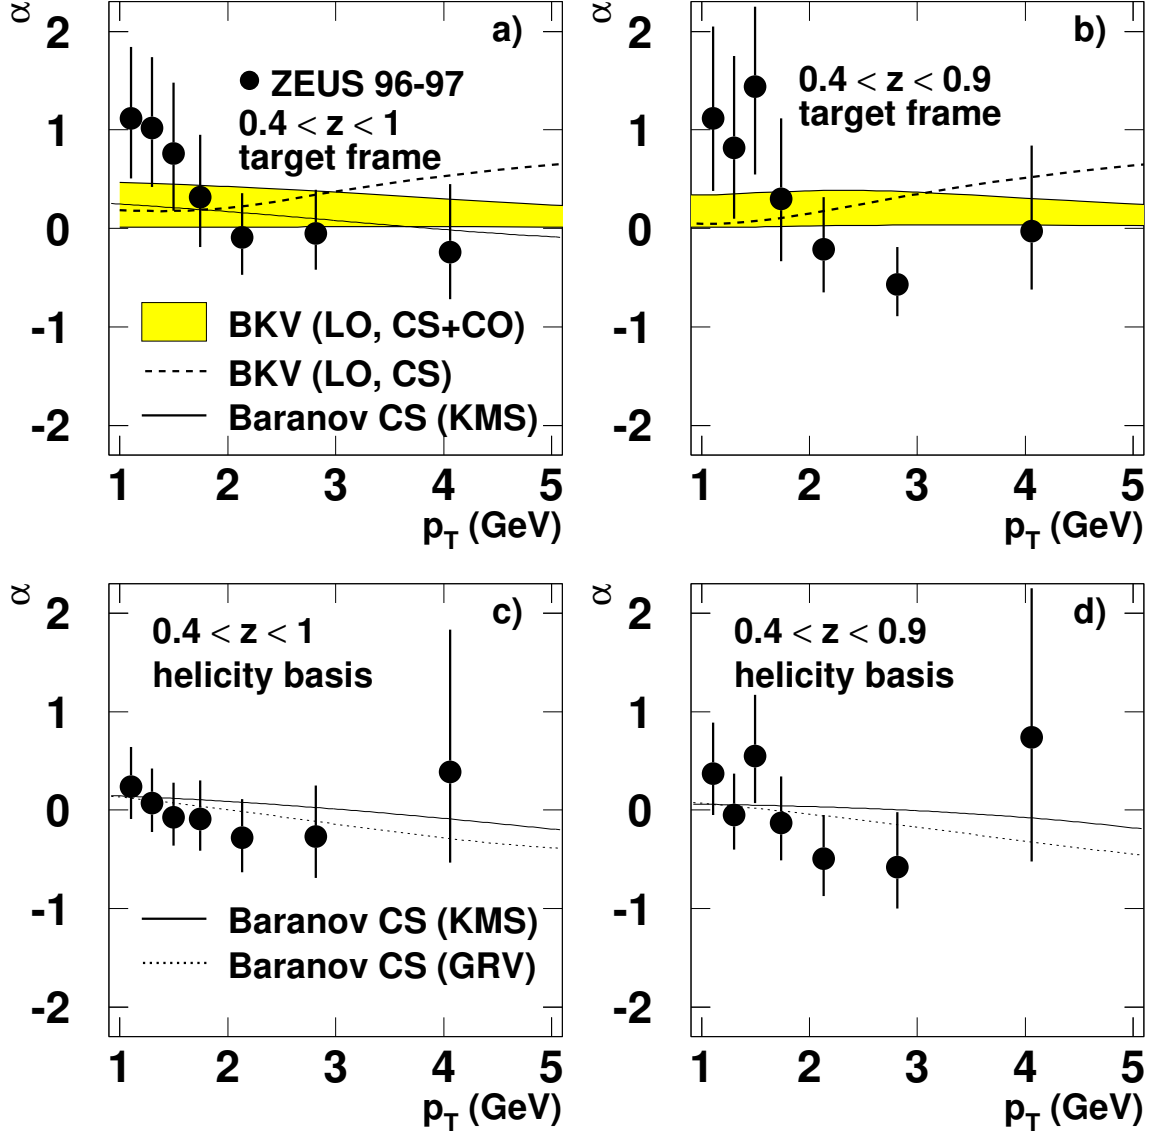 α
2
1
0
-1
-2
a)
ZEUS 96-97
0.4 < z < 1
target frame
BKV (LO, CS+CO)
BKV (LO, CS)
Baranov CS (KMS)
1 2 3 4 5
p_T (GeV)
α
2
1
0
-1
-2
b)
0.4 < z < 0.9
target frame
1 2 3 4 5
p_T (GeV)
α
2
1
0
-1
-2
c)
0.4 < z < 1
helicity basis
Baranov CS (KMS)
Baranov CS (GRV)
1 2 3 4 5
p_T (GeV)
α
2
1
0
-1
-2
d)
0.4 < z < 0.9
helicity basis
1 2 3 4 5
p_T (GeV)